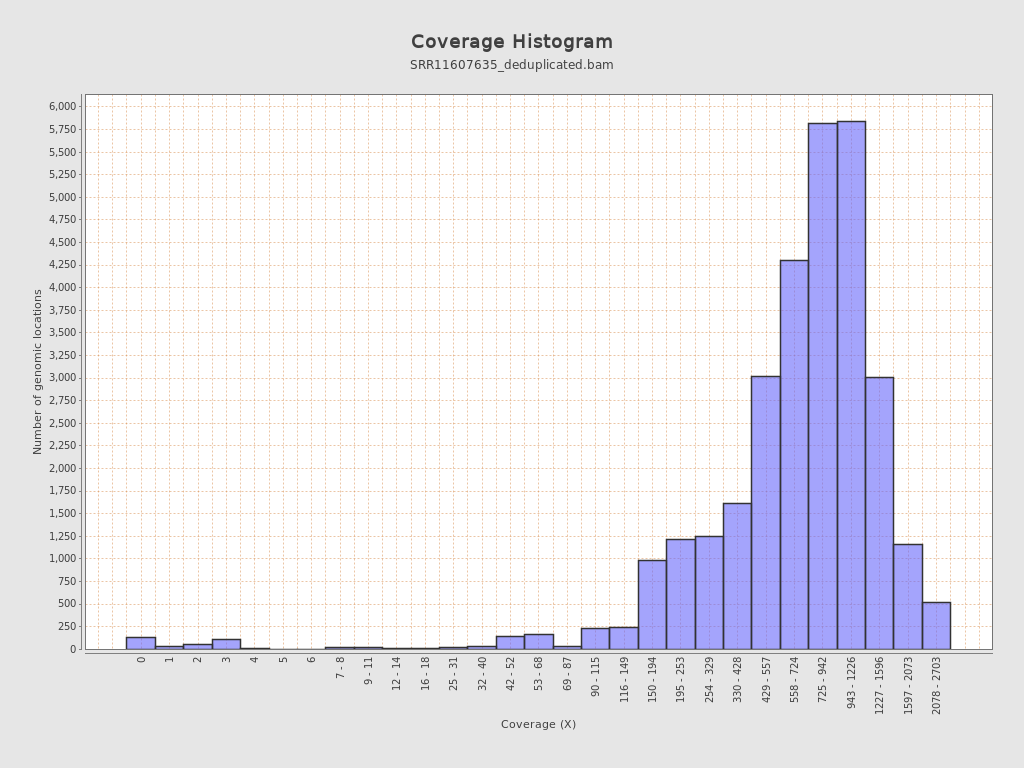 Coverage Histogram
SRR11607635_deduplicated.bam
Number of genomic locations
6,000
5,750
5,500
5,250
5,000
4,750
4,500
4,250
4,000
3,750
3,500
3,250
3,000
2,750
2,500
2,250
2,000
1,750
1,500
1,250
1,000
750
500
250
0
0
1
2
3
4
5
6
7 - 8
9 - 11
12 - 14
16 - 18
25 - 31
32 - 40
42 - 52
53 - 68
69 - 87
90 - 115
116 - 149
150 - 194
195 - 253
254 - 329
330 - 428
429 - 557
558 - 724
725 - 942
943 - 1226
1227 - 1596
1597 - 2073
2078 - 2703
Coverage (X)